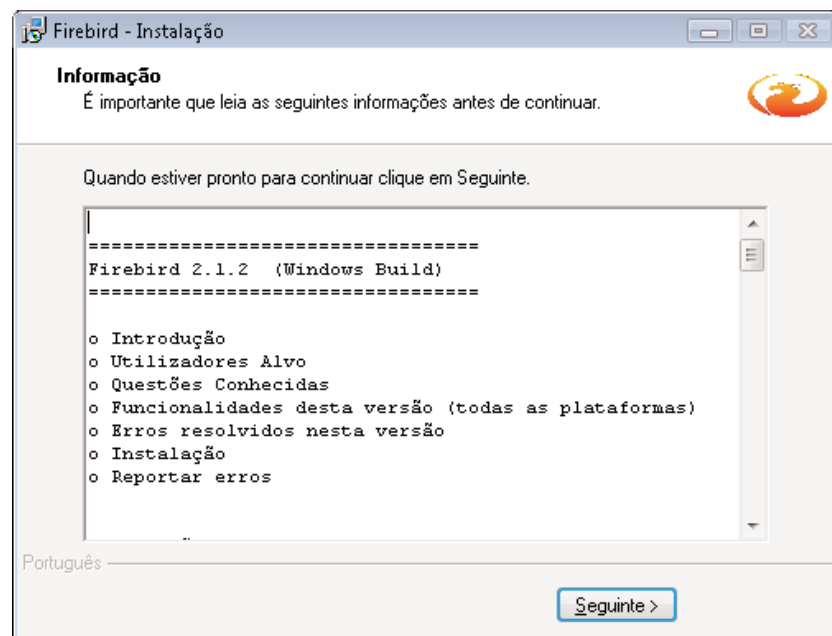 Firebird - Instalação
Informação
É importante que leia as seguintes informações antes de continuar.
Quando estiver pronto para continuar clique em Seguinte.
==================================
Firebird 2.1.2  (Windows Build)
==================================
o Introdução
o Utilizadores Alvo
o Questões Conhecidas
o Funcionalidades desta versão (todas as plataformas)
o Erros resolvidos nesta versão
o Instalação
o Reportar erros
Português
Seguinte >